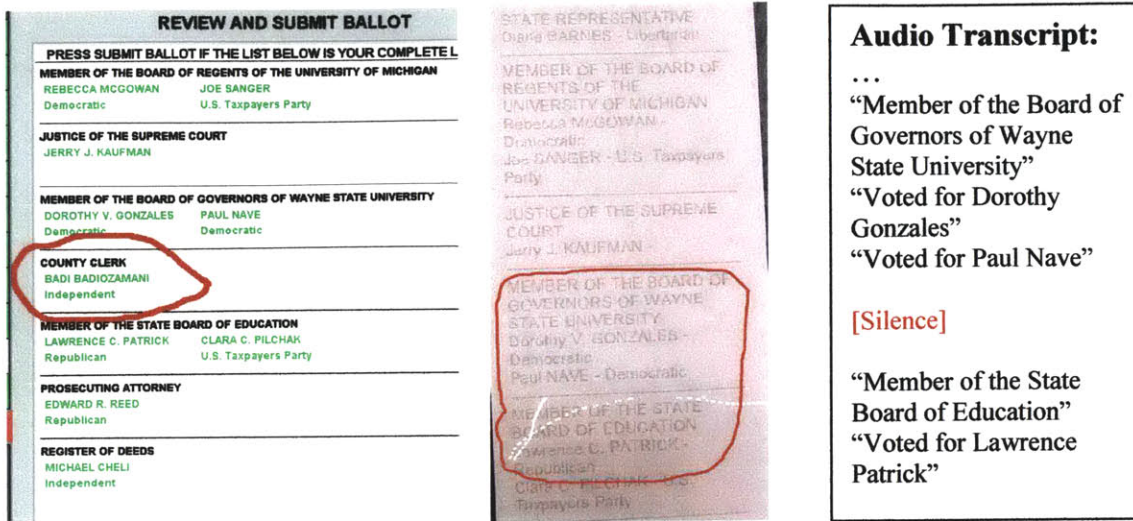 REVIEW AND SUBMIT BALLOT
PRESS SUBMIT BALLOT IF THE LIST BELOW IS YOUR COMPLETE L
MEMBER OF THE BOARD OF REGENTS OF THE UNIVERSITY OF MICHIGAN
REBECCA MCGOWAN JOE SANGER
Democratic U.S. Taxpayers Party
JUSTICE OF THE SUPREME COURT
JERRY J. KAUFMAN
MEMBER OF THE BOARD OF GOVERNORS OF WAYNE STATE UNIVERSITY
DOROTHY V. GONZALES PAUL NAVE
Democratic Democratic
COUNTY CLERK
BADI BADIOZAMANI
Independent
MEMBER OF THE STATE BOARD OF EDUCATION
LAWRENCE C. PATRICK CLARA C. PILCHAK
Republican U.S. Taxpayers Party
PROSECUTING ATTORNEY
EDWARD R. REED
Republican
REGISTER OF DEEDS
MICHAEL CHELI
Independent
STATE REPRESENTATIVE
Diana BARNES - Libertarian
MEMBER OF THE BOARD OF
REGENTS OF THE
UNIVERSITY OF MICHIGAN
Rebecca McGOWAN -
Democratic
Joe SANGER - U.S. Taxpayers
Party
JUSTICE OF THE SUPREME
COURT
Jerry J. KAUFMAN -
MEMBER OF THE BOARD OF
GOVERNORS OF WAYNE
STATE UNIVERSITY
Dorothy V. GONZALES -
Democratic
Paul NAVE - Democratic
MEMBER OF THE STATE
BOARD OF EDUCATION
Lawrence C. PATRICK -
Republican
Clara C. PILCHAK - U.S.
Taxpayers Party
Audio Transcript:
…
“Member of the Board of
Governors of Wayne
State University”
“Voted for Dorothy
Gonzales”
“Voted for Paul Nave”
[Silence]
“Member of the State
Board of Education”
“Voted for Lawrence
Patrick”